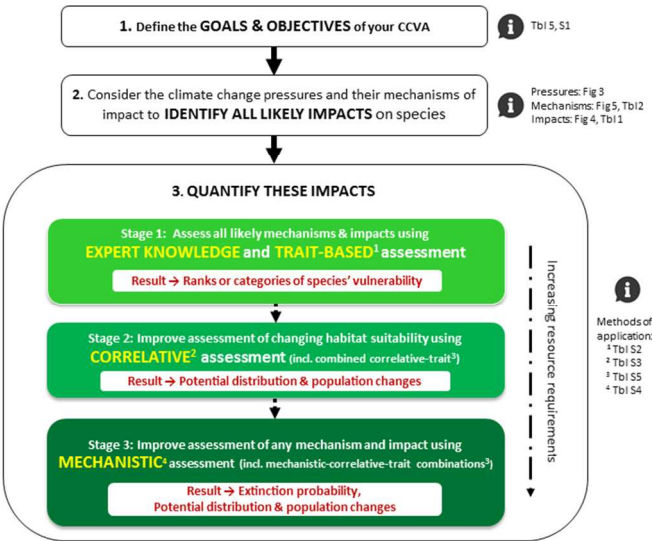 1. Define the GOALS & OBJECTIVES of your CCVA
Tbl 5, S1
2. Consider the climate change pressures and their mechanisms of
impact to IDENTIFY ALL LIKELY IMPACTS on species
Pressures: Fig 3
Mechanisms: Fig 5, Tbl 2
Impacts: Fig 4, Tbl 1
3. QUANTIFY THESE IMPACTS
Stage 1: Assess all likely mechanisms & impacts using
EXPERT KNOWLEDGE and TRAIT-BASED¹ assessment
Result → Ranks or categories of species' vulnerability
Stage 2: Improve assessment of changing habitat suitability using
CORRELATIVE² assessment (incl. combined correlative-trait³)
Result → Potential distribution & population changes
Stage 3: Improve assessment of any mechanism and impact using
MECHANISTIC⁴ assessment (incl. mechanistic-correlative-trait combinations³)
Result → Extinction probability,
Potential distribution & population changes
Increasing resource requirements
Methods of
application:
¹ Tbl S2
² Tbl S3
³ Tbl S5
⁴ Tbl S4